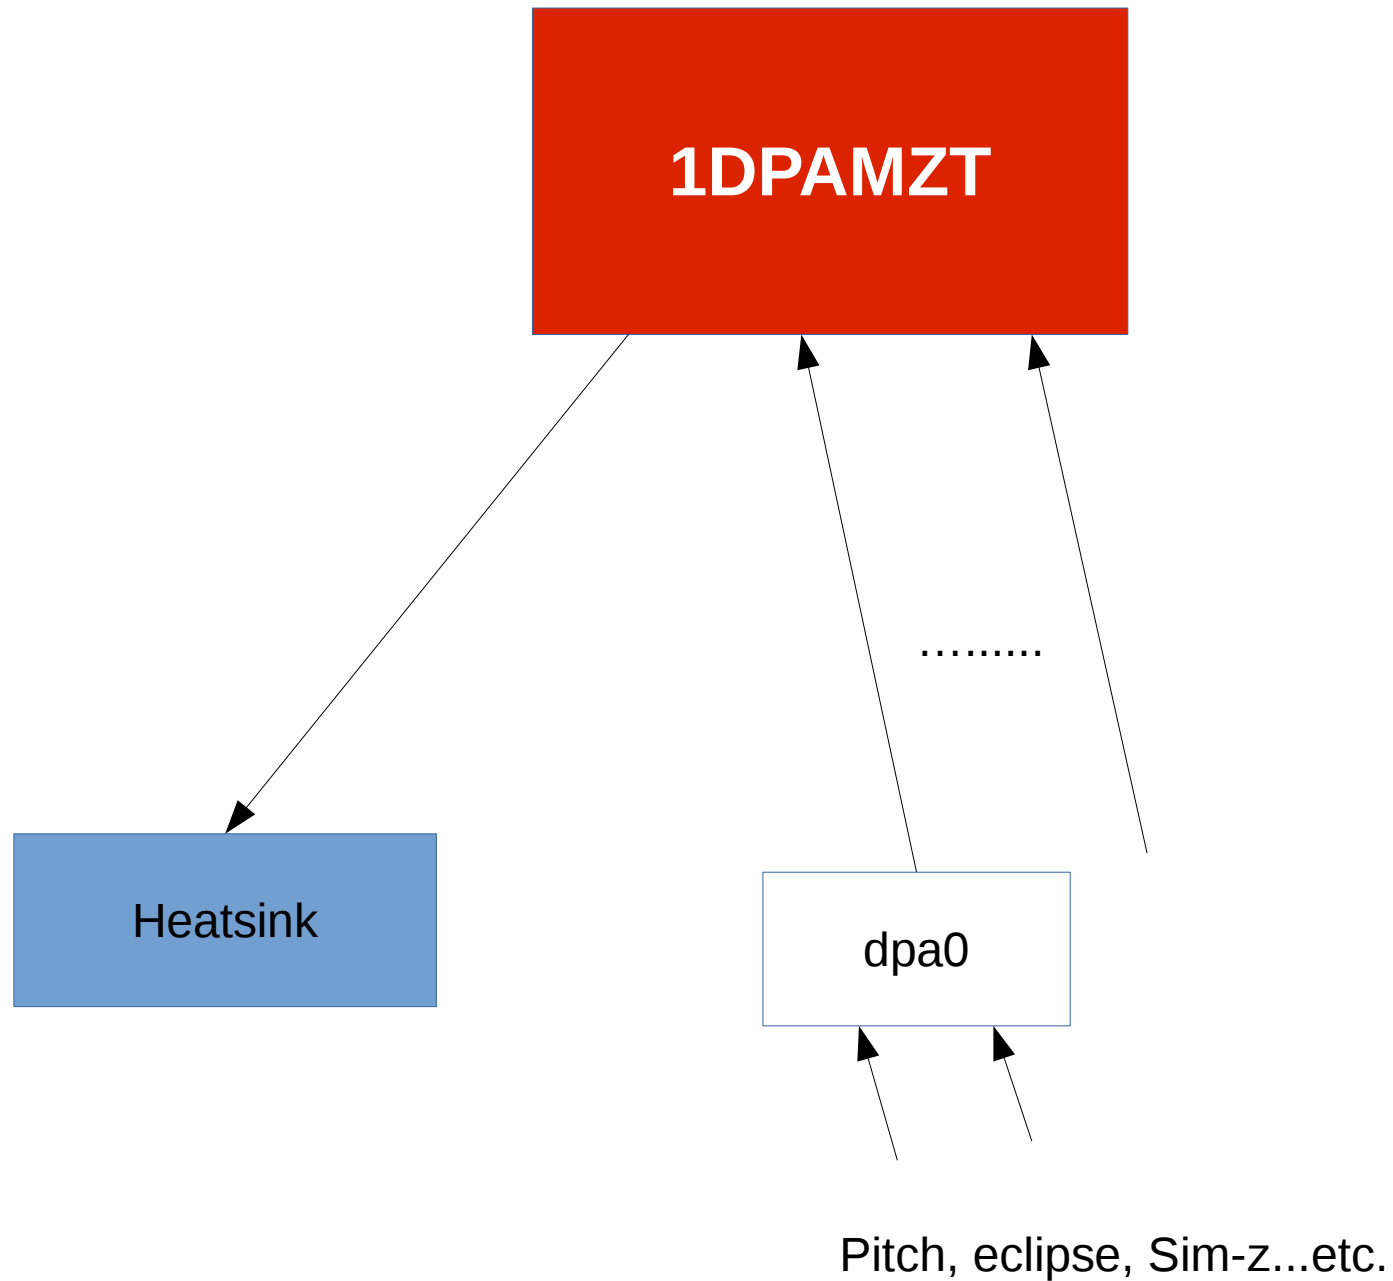 1DPAMZT
….......
Heatsink
dpa0
Pitch, eclipse, Sim-z...etc.